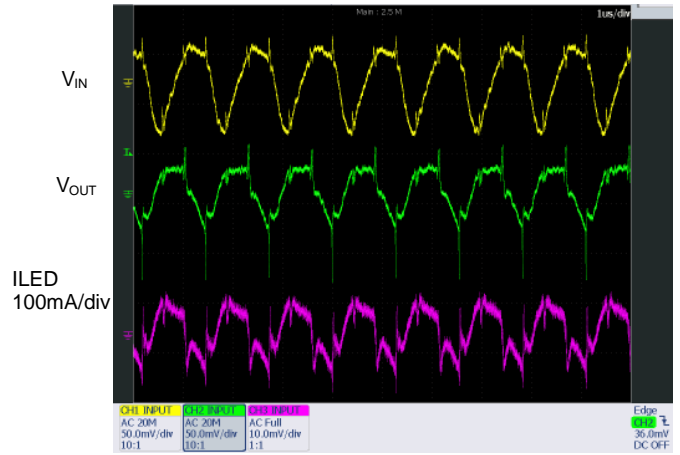 Main : 2.5 M
1us/div
VIN
VOUT
ILED
100mA/div
CH1 INPUT
AC 20M
50.0mV/div
10:1
CH2 INPUT
AC 20M
50.0mV/div
10:1
CH3 INPUT
AC Full
10.0mV/div
1:1
Edge
CH2
36.0mV
DC OFF